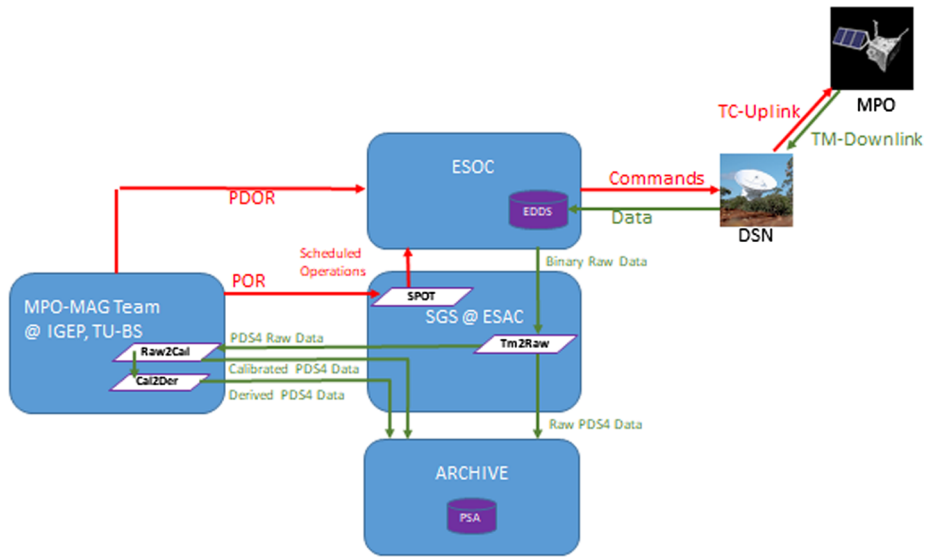 MPO
TC-Uplink
TM-Downlink
ESOC
EDDS
Commands
Data
DSN
PDOR
Scheduled
Operations
Binary Raw Data
POR
SPOT
MPO-MAG Team
@ IGEP, TU-BS
SGS @ ESAC
PDS4 Raw Data
Tm2Raw
Raw2Cal
Calibrated PDS4 Data
Cal2Der
Derived PDS4 Data
Raw PDS4 Data
ARCHIVE
PSA